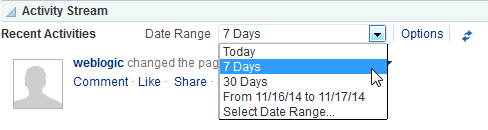 Activity Stream
Recent Activities Date Range 7 Days Options
Today
weblogic changed the pag 7 Days
Comment · Like · Share · 30 Days
From 11/16/14 to 11/17/14
Select Date Range...